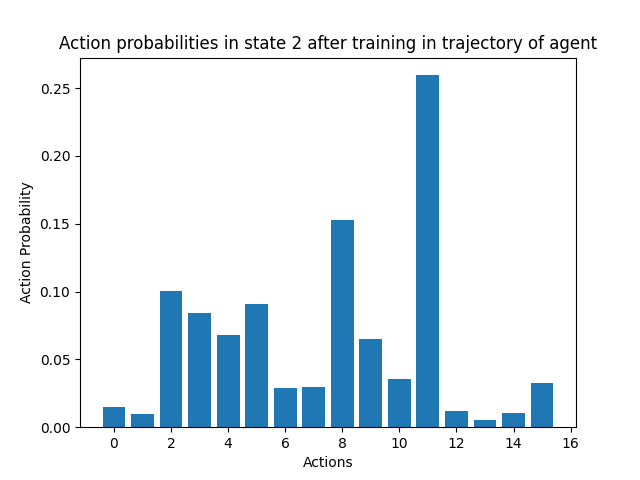 Action probabilities in state 2 after training in trajectory of agent
0.25
0.20
0.15
0.10
0.05
0.00
Action Probability
0 2 4 6 8 10 12 14 16
Actions